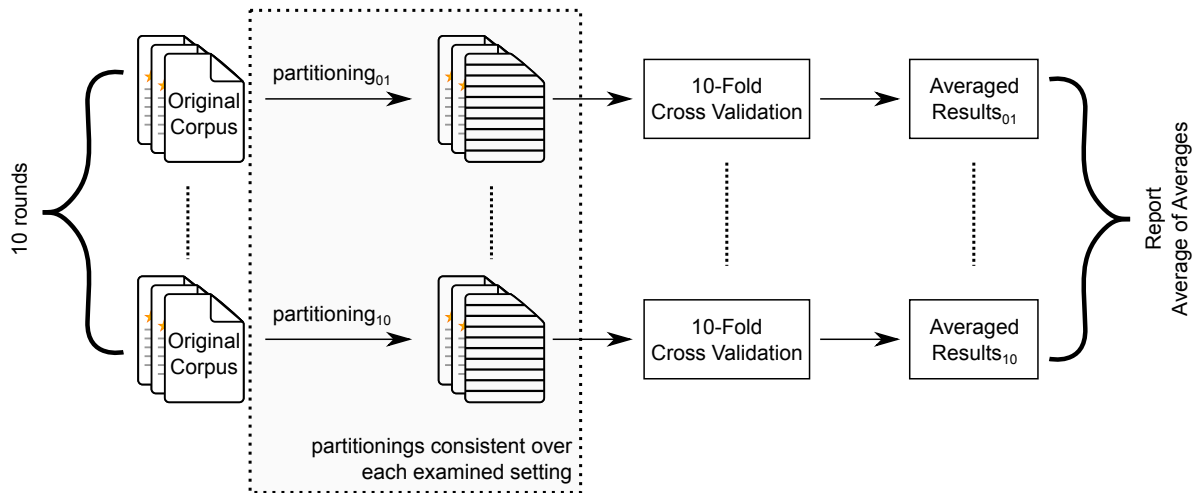 10 rounds
Original
Corpus
partitioning01
10-Fold
Cross Validation
Averaged
Results01
Original
Corpus
partitioning10
10-Fold
Cross Validation
Averaged
Results10
partitionings consistent over
each examined setting
Report
Average of Averages